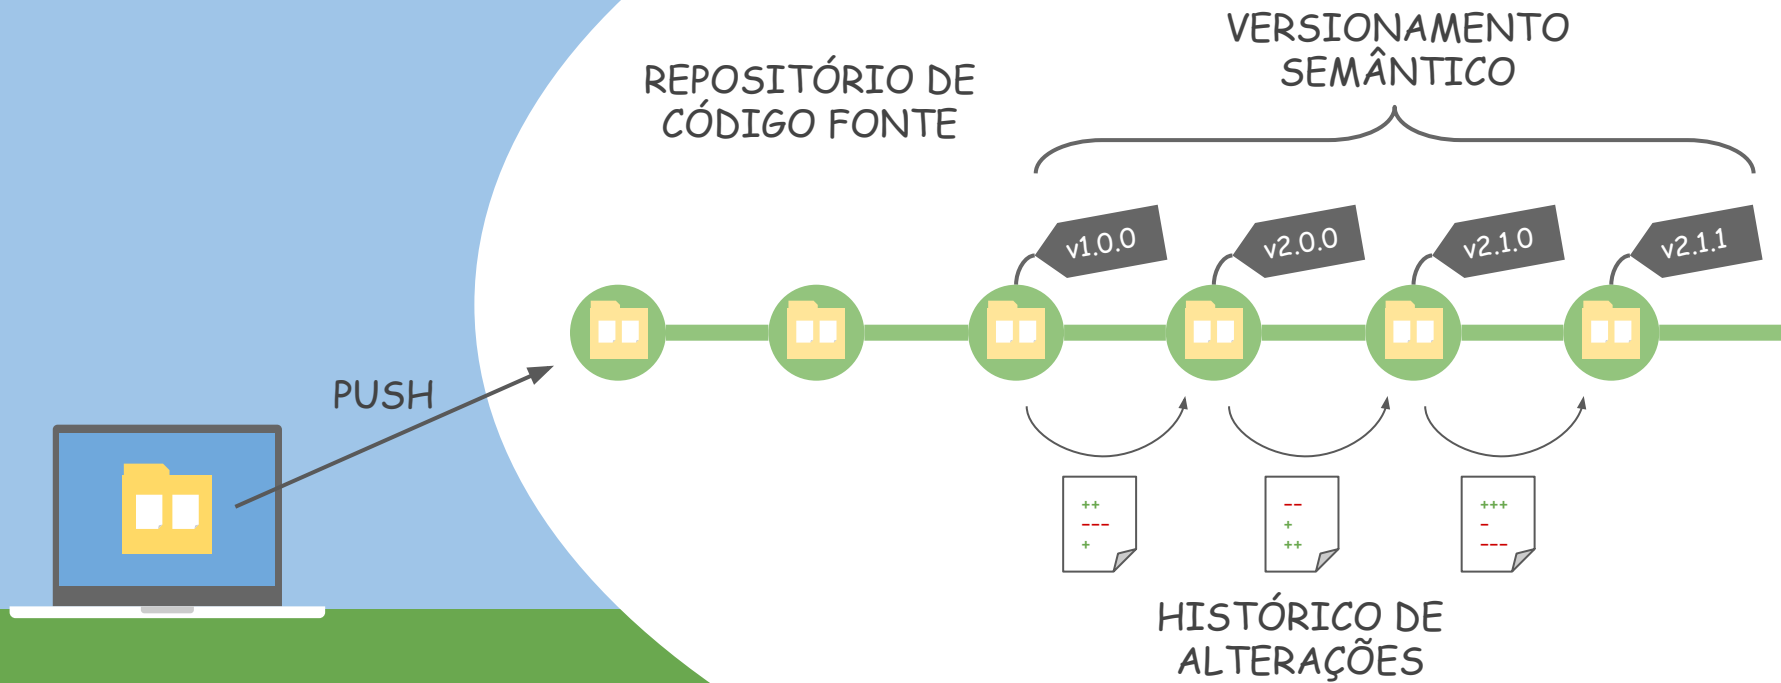 VERSIONAMENTO
SEMÂNTICO
REPOSITÓRIO DE
CÓDIGO FONTE
v1.0.0
v2.0.0
v2.1.0
v2.1.1
PUSH
++
---
+
--
+
++
+++
-
---
HISTÓRICO DE
ALTERAÇÕES